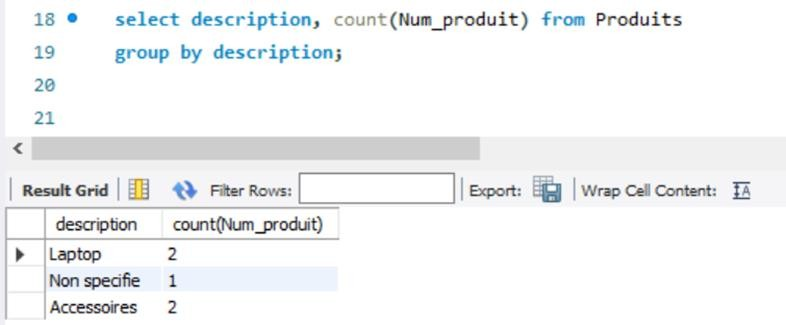 18 select description, count(Num_produit) from Produits
19 group by description;
20
21
Result Grid Filter Rows: Export: Wrap Cell Content: IA
description count(Num_produit)
Laptop 2
Non specifie 1
Accessoires 2